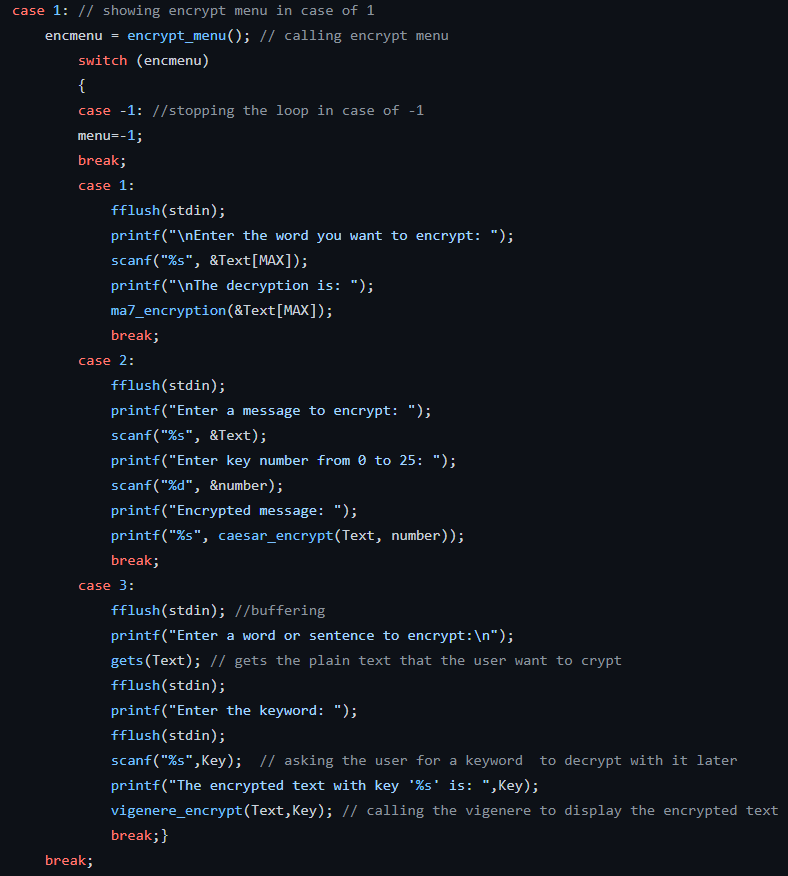 case 1: // showing encrypt menu in case of 1
encmenu = encrypt_menu(); // calling encrypt menu
switch (encmenu)
{
case -1: //stopping the loop in case of -1
menu=-1;
break;
case 1:
fflush(stdin);
printf("\nEnter the word you want to encrypt: ");
scanf("%s", &Text[MAX]);
printf("\nThe decryption is: ");
ma7_encryption(&Text[MAX]);
break;
case 2:
fflush(stdin);
printf("Enter a message to encrypt: ");
scanf("%s", &Text);
printf("Enter key number from 0 to 25: ");
scanf("%d", &number);
printf("Encrypted message: ");
printf("%s", caesar_encrypt(Text, number));
break;
case 3:
fflush(stdin); //buffering
printf("Enter a word or sentence to encrypt:\n");
gets(Text); // gets the plain text that the user want to crypt
fflush(stdin);
printf("Enter the keyword: ");
fflush(stdin);
scanf("%s",Key);  // asking the user for a keyword  to decrypt with it later
printf("The encrypted text with key '%s' is: ",Key);
vigenere_encrypt(Text,Key); // calling the vigenere to display the encrypted text
break;}
break;